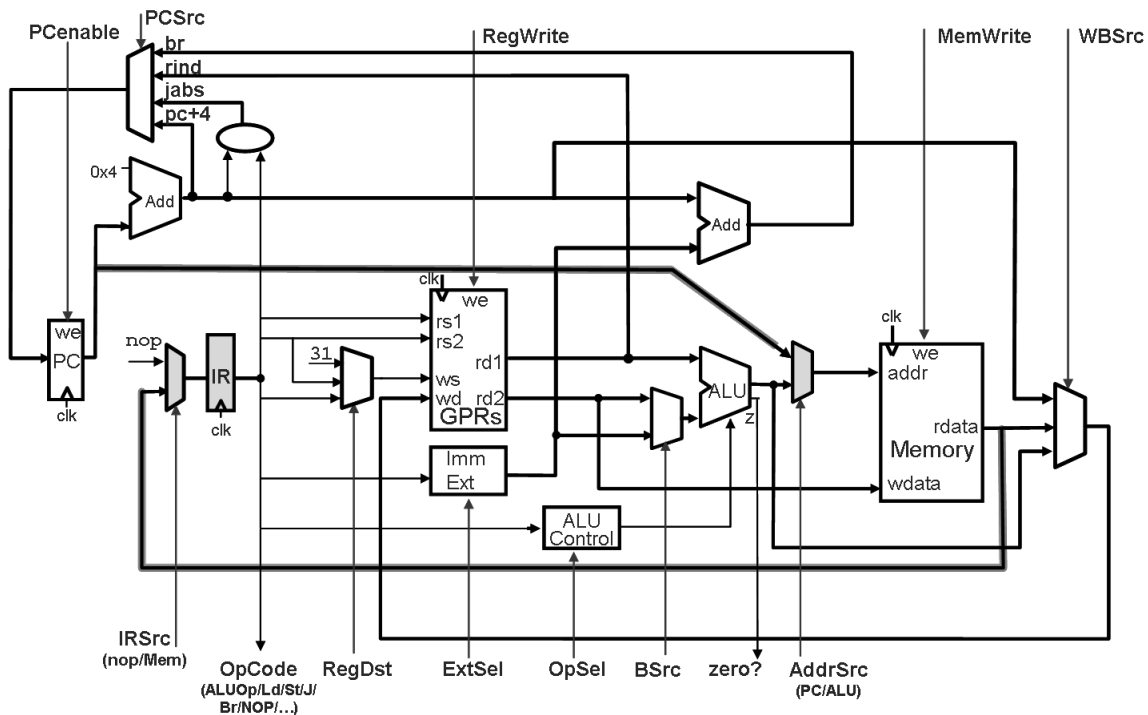 PCSrc
PCenable
RegWrite
MemWrite
WBSrc
br
rind
jabs
pc+4
0x4
Add
Add
clk
we
rs1
rs2
rd1
ws
wd
rd2
GPRs
we
PC
clk
nop
IR
clk
31
ALU
z
clk
we
addr
rdata
Memory
wdata
Imm
Ext
ALU
Control
IRSrc
(nop/Mem)
OpCode
(ALUOp/Ld/St/J/
Br/NOP/...)
RegDst
ExtSel
OpSel
BSrc
zero?
AddrSrc
(PC/ALU)